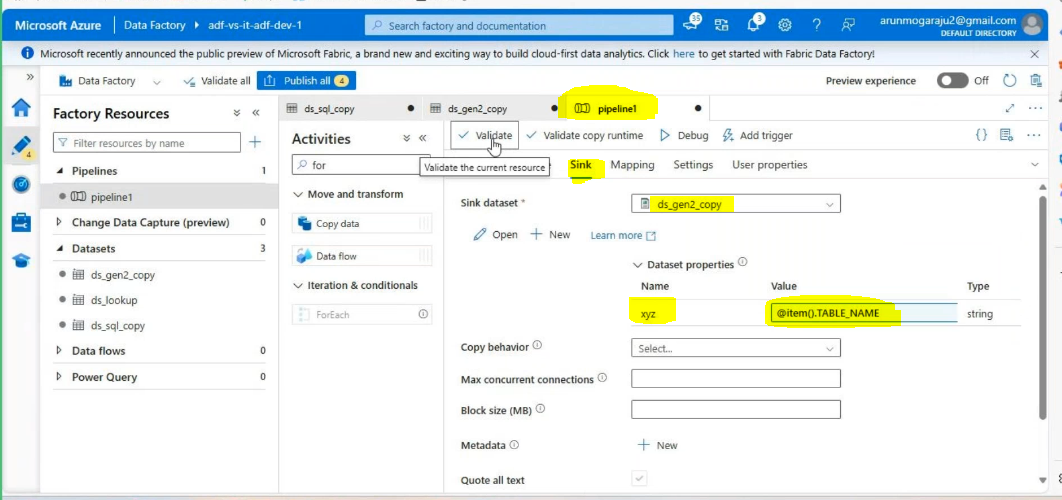 Microsoft Azure Data Factory adf-vs-it-adf-dev-1 Search factory and documentation 35 3 arunmogaraju2@gmail.com
DEFAULT DIRECTORY
Microsoft recently announced the public preview of Microsoft Fabric, a brand new and exciting way to build cloud-first data analytics. Click here to get started with Fabric Data Factory!
Data Factory Validate all Publish all 4 Preview experience Off
Factory Resources
Filter resources by name
4
Pipelines 1
pipeline1
Change Data Capture (preview) 0
Datasets 3
ds_gen2_copy
ds_lookup
ds_sql_copy
Data flows 0
Power Query 0
ds_sql_copy ds_gen2_copy pipeline1
Activities
for
Move and transform
Copy data
Data flow
Iteration & conditionals
ForEach
Validate Validate copy runtime Debug Add trigger
Validate the current resource
Sink Mapping Settings User properties
Sink dataset * ds_gen2_copy
Open New Learn more
Dataset properties
Name Value Type
xyz @item().TABLE_NAME string
Copy behavior Select...
Max concurrent connections
Block size (MB)
Metadata New
Quote all text